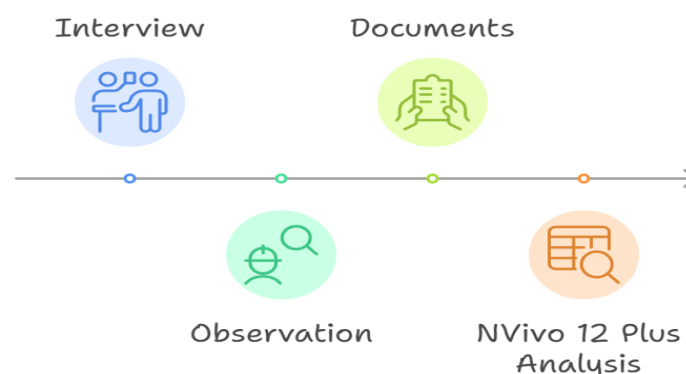 Interview
Documents
Observation
NVivo 12 Plus
Analysis